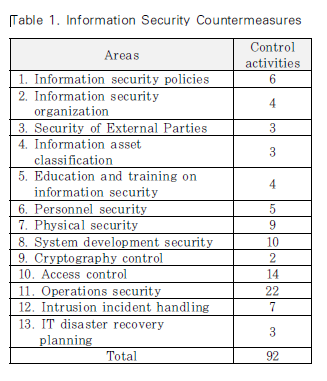 Table 1. Information Security Countermeasures
Areas
Control
activities
1. Information security policies 6
2. Information security
organization 4
3. Security of External Parties 3
4. Information asset
classification 3
5. Education and training on
information security 4
6. Personnel security 5
7. Physical security 9
8. System development security 10
9. Cryptography control 2
10. Access control 14
11. Operations security 22
12. Intrusion incident handling 7
13. IT disaster recovery
planning 3
Total 92